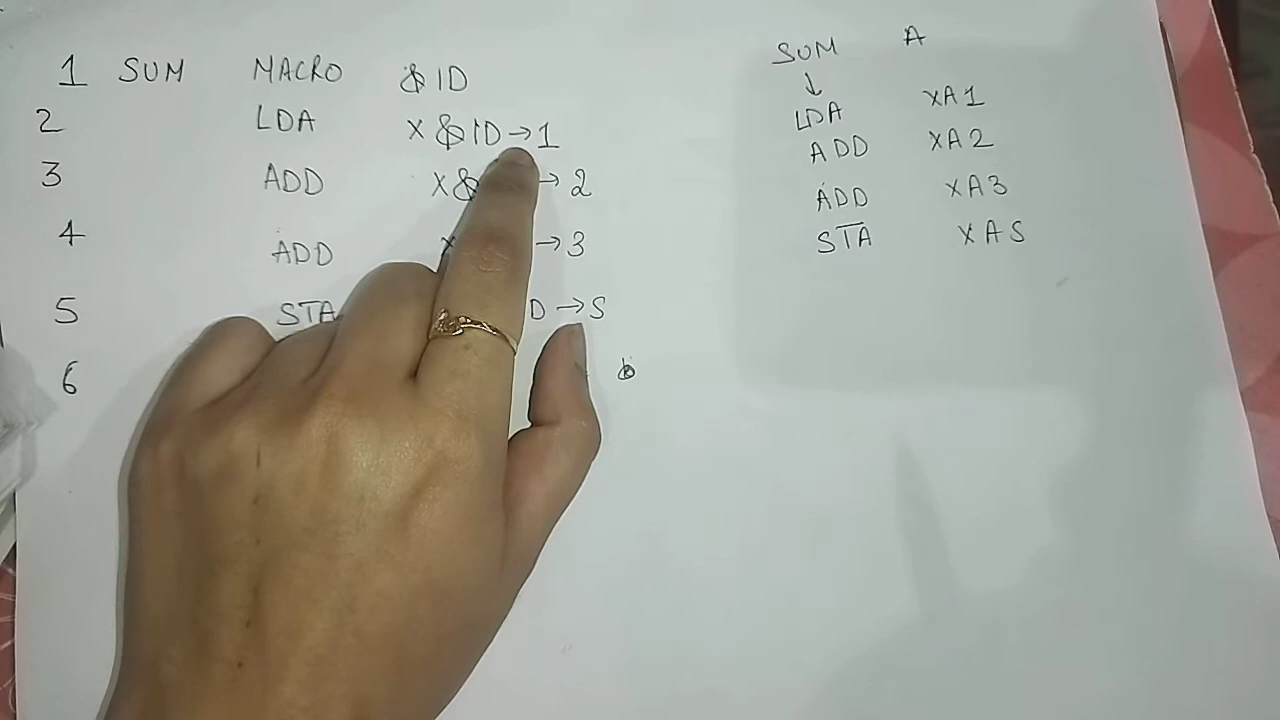 1 SUM MACRO &ID
2 LDA X&ID→1
3 ADD X& →2
4 ADD X →3
5 STA D→S
6
SUM A
↓
LDA XA1
ADD XA2
ADD XA3
STA XAS